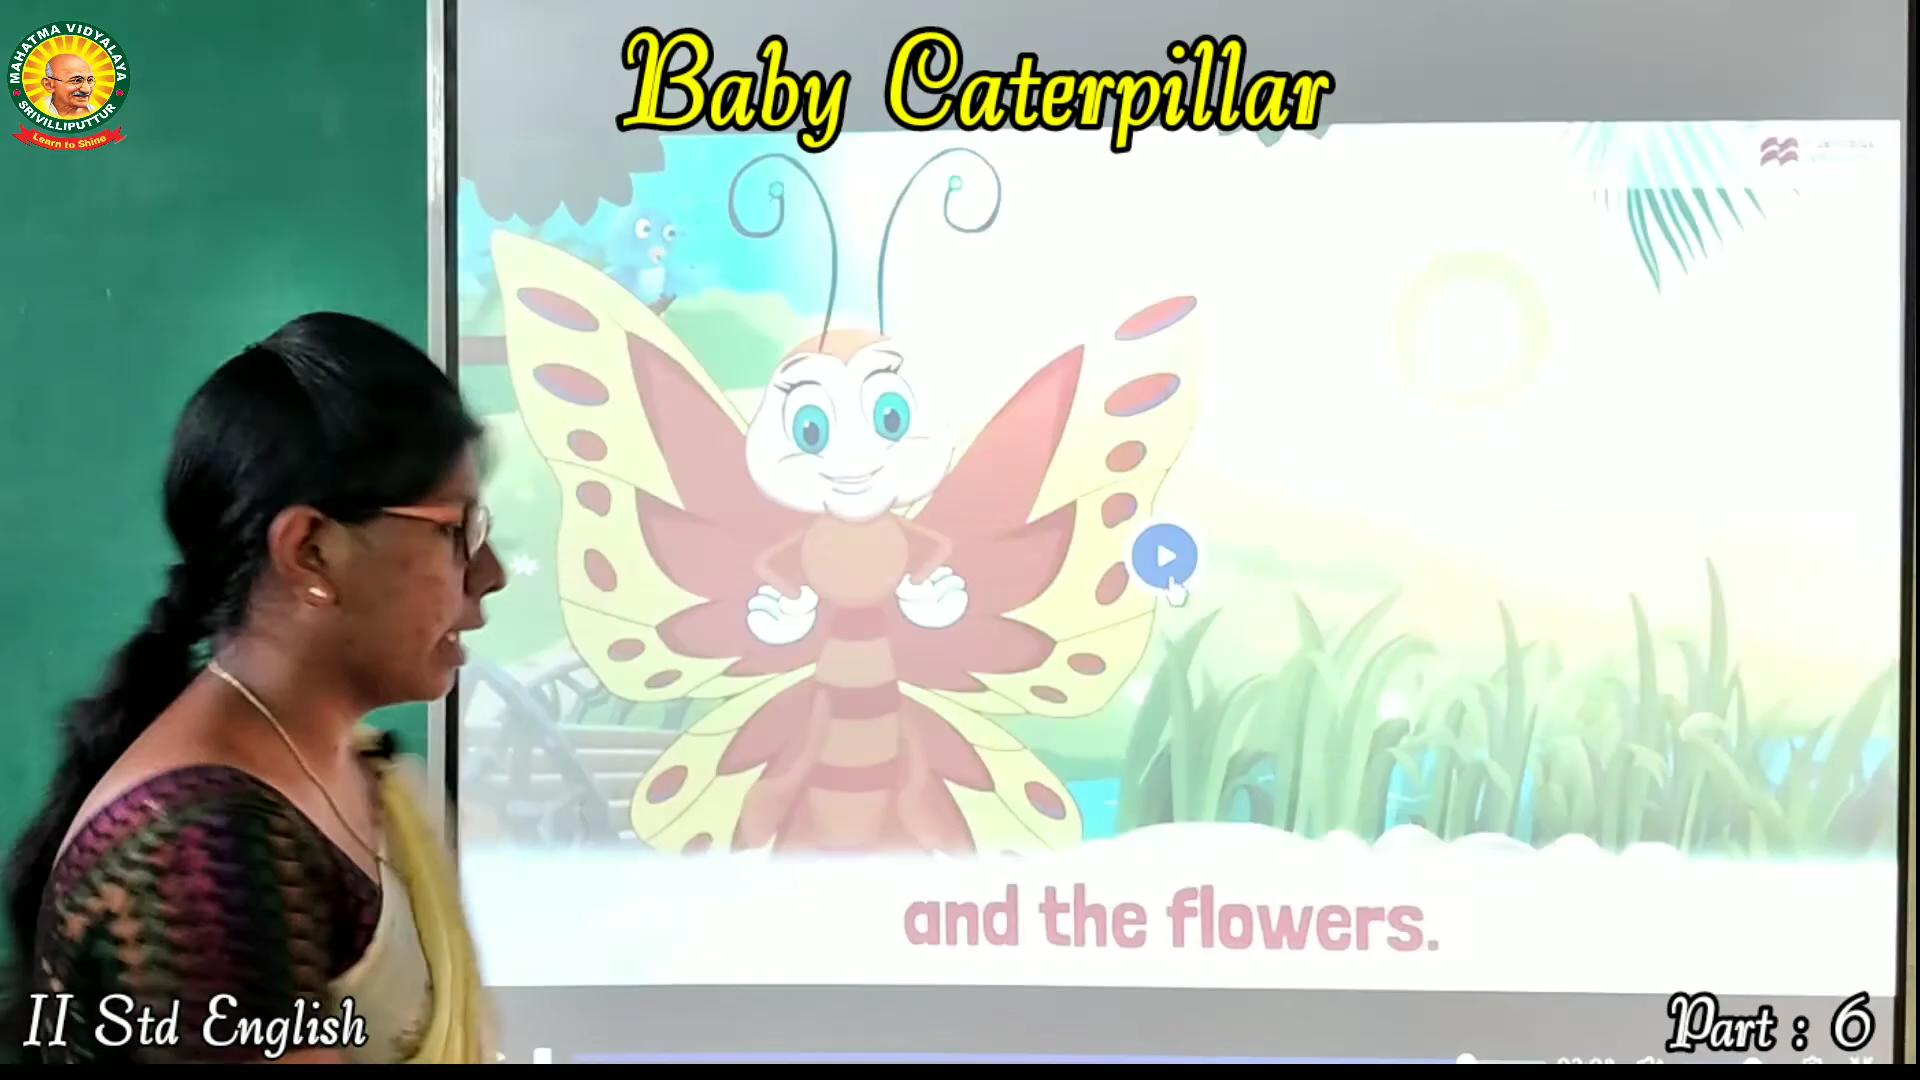 MAHATMA VIDYALAYA
SRIVILLIPUTTUR
Learn to Shine
Baby Caterpillar
and the flowers.
II Std English
Part : 6